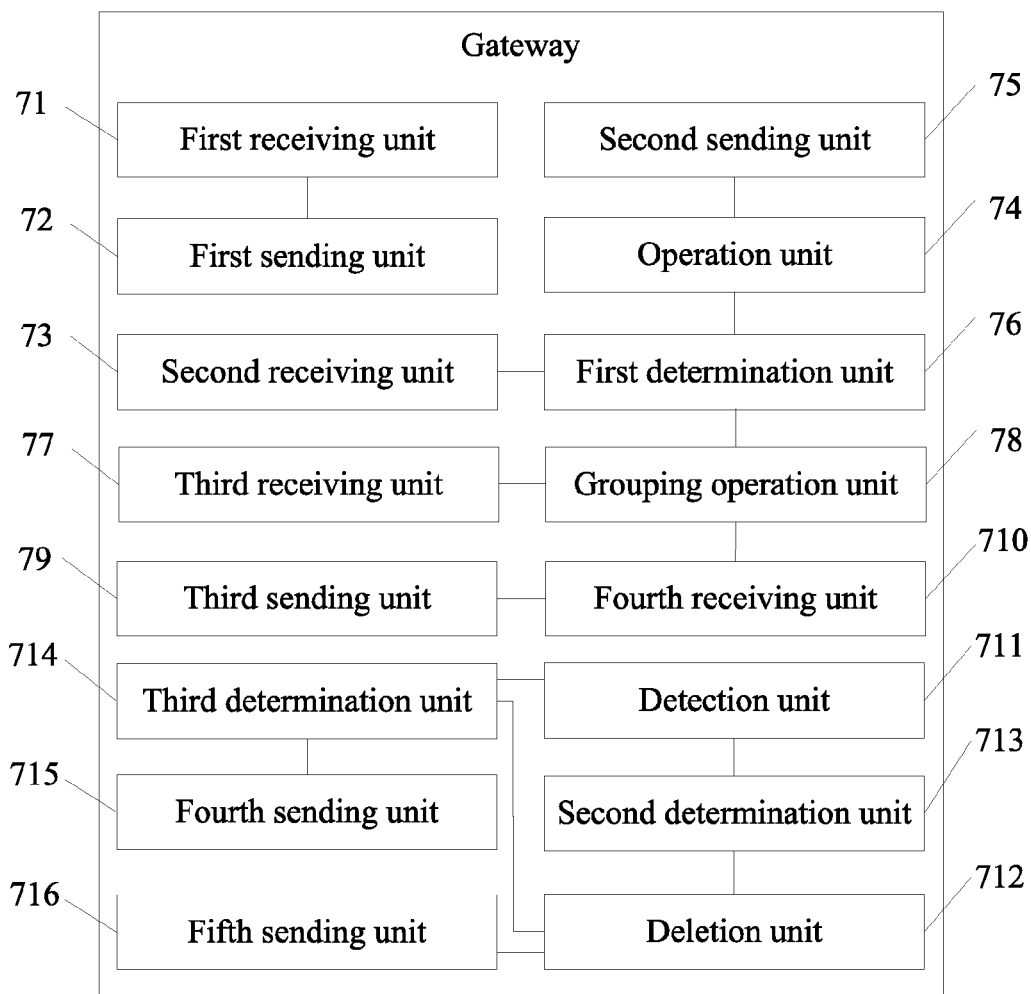 Gateway
71
First receiving unit
Second sending unit
75
72
First sending unit
Operation unit
74
73
Second receiving unit
First determination unit
76
77
Third receiving unit
Grouping operation unit
78
79
Third sending unit
Fourth receiving unit
710
714
Third determination unit
Detection unit
711
715
Fourth sending unit
Second determination unit
713
716
Fifth sending unit
Deletion unit
712